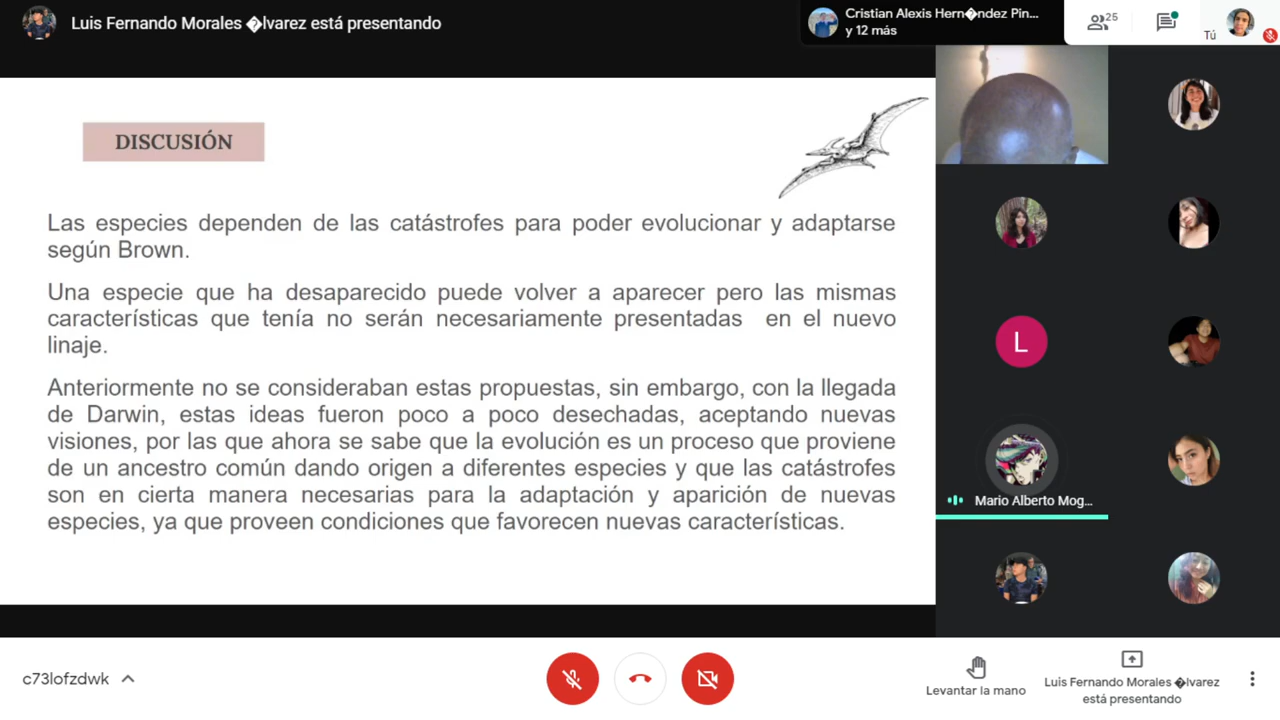 Luis Fernando Morales �lvarez está presentando
Cristian Alexis Hern�ndez Pin...
y 12 más
25
Tú
DISCUSIÓN
Las especies dependen de las catástrofes para poder evolucionar y adaptarse
según Brown.
Una especie que ha desaparecido puede volver a aparecer pero las mismas
características que tenía no serán necesariamente presentadas en el nuevo
linaje.
Anteriormente no se consideraban estas propuestas, sin embargo, con la llegada
de Darwin, estas ideas fueron poco a poco desechadas, aceptando nuevas
visiones, por las que ahora se sabe que la evolución es un proceso que proviene
de un ancestro común dando origen a diferentes especies y que las catástrofes
son en cierta manera necesarias para la adaptación y aparición de nuevas
especies, ya que proveen condiciones que favorecen nuevas características.
L
Mario Alberto Mog...
c73lofzdwk
Levantar la mano
Luis Fernando Morales �lvarez
está presentando